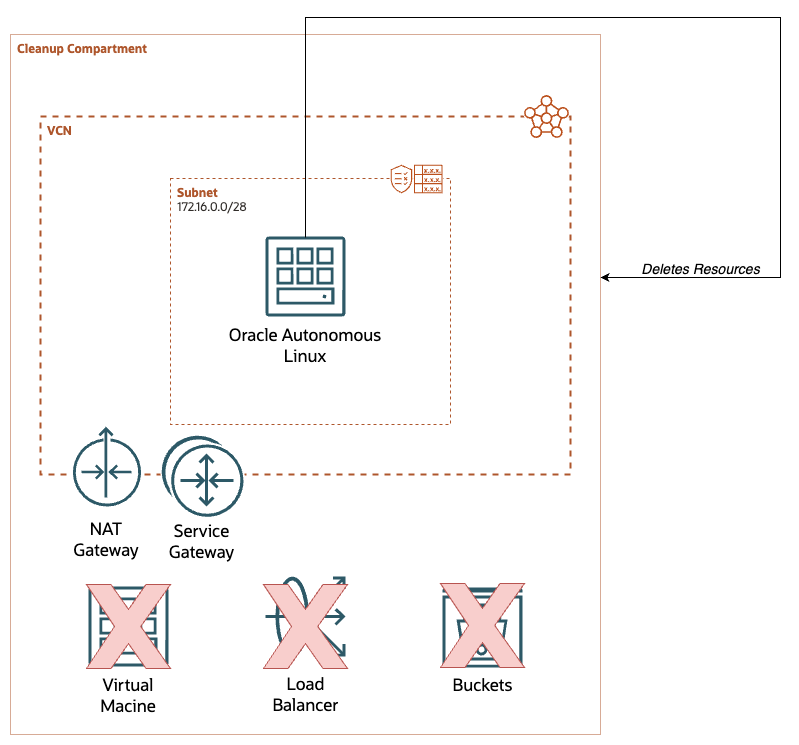 Cleanup Compartment
VCN
x.x.x.
x.x.x.
x.x.x.
Subnet
172.16.0.0/28
Deletes Resources
Oracle Autonomous
Linux
NAT
Gateway
Service
Gateway
Virtual
Macine
Load
Balancer
Buckets